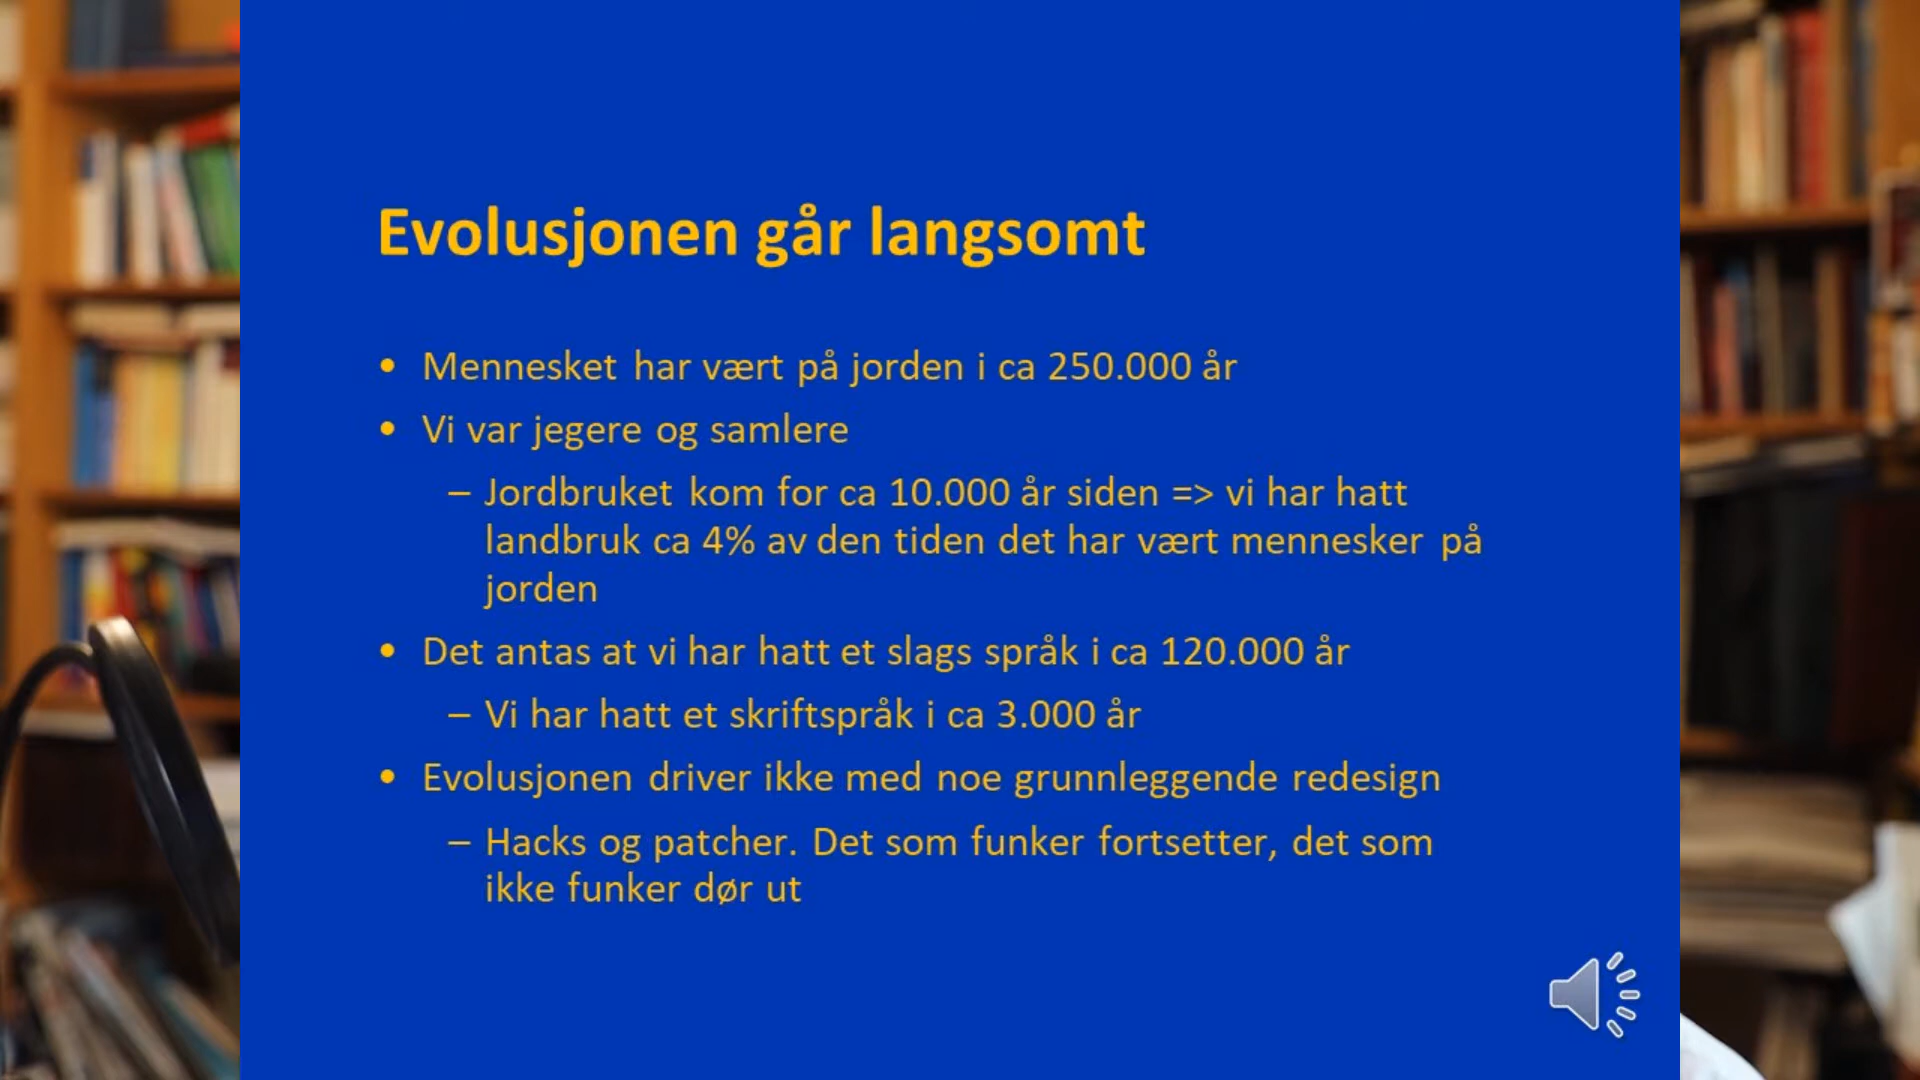 Evolusjonen går langsomt
• Mennesket har vært på jorden i ca 250.000 år
• Vi var jegere og samlere
– Jordbruket kom for ca 10.000 år siden => vi har hatt
landbruk ca 4% av den tiden det har vært mennesker på
jorden
• Det antas at vi har hatt et slags språk i ca 120.000 år
– Vi har hatt et skriftspråk i ca 3.000 år
• Evolusjonen driver ikke med noe grunnleggende redesign
– Hacks og patcher. Det som funker fortsetter, det som
ikke funker dør ut